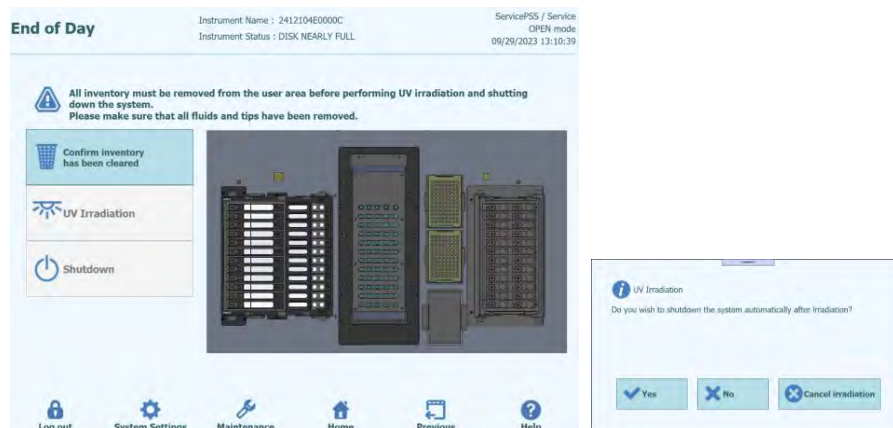 End of Day
Instrument Name : 2412104E0000C
Instrument Status : DISK NEARLY FULL
ServicePSS / Service
OPEN mode
09/29/2023 13:10:39
All inventory must be removed from the user area before performing UV irradiation and shutting
down the system.
Please make sure that all fluids and tips have been removed.
Confirm inventory
has been cleared
UV Irradiation
Shutdown
Log out
System Settings
Maintenance
Home
Previous
Help
UV Irradiation
Do you wish to shutdown the system automatically after irradiation?
Yes
No
Cancel irradiation